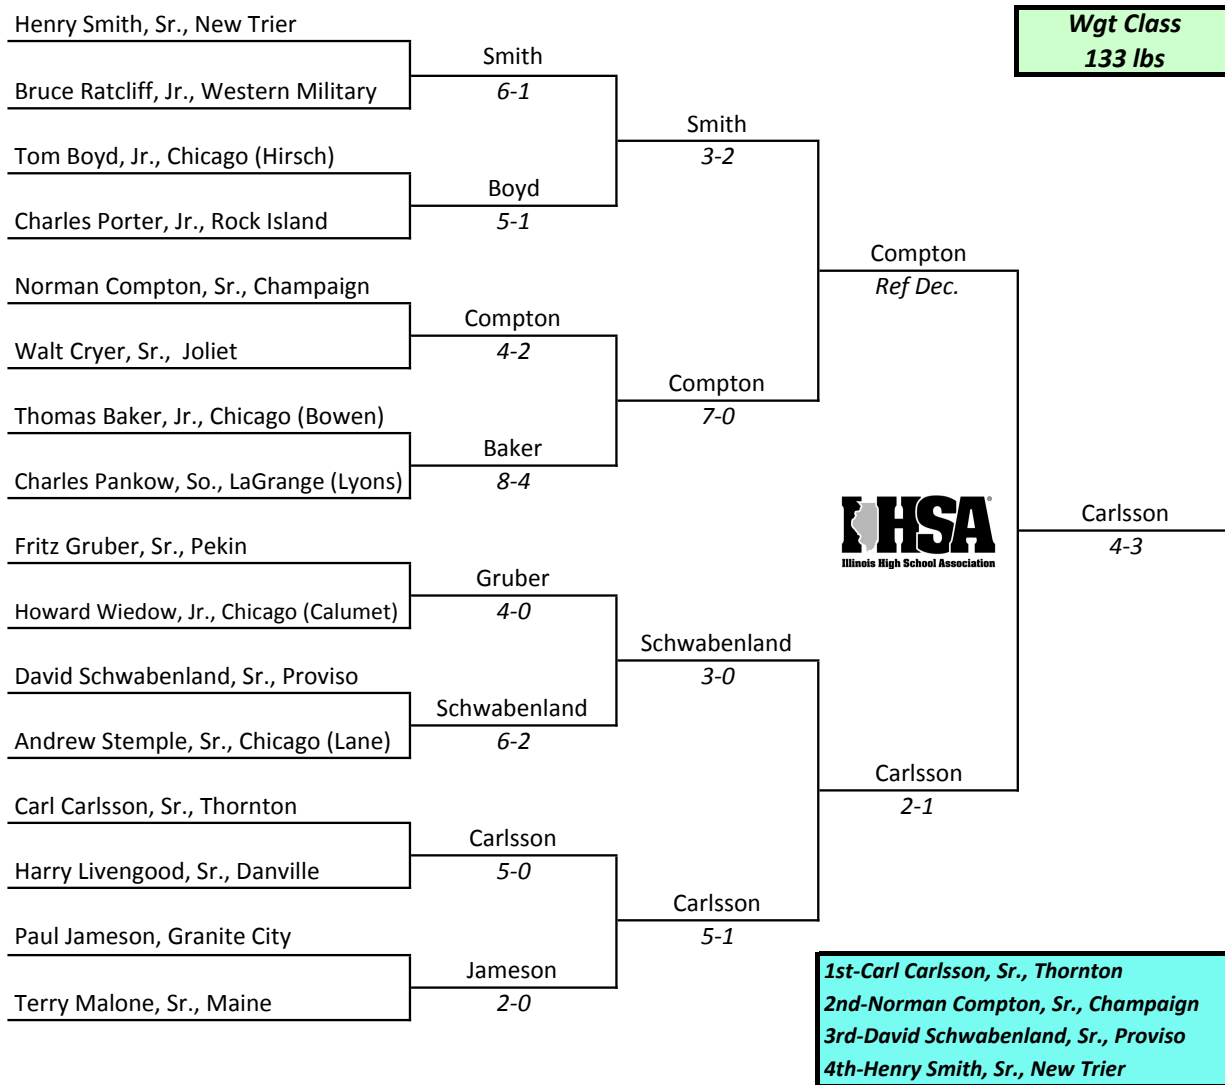 Henry Smith, Sr., New Trier
Wgt Class
133 lbs
Smith
6-1
Bruce Ratcliff, Jr., Western Military
Smith
3-2
Tom Boyd, Jr., Chicago (Hirsch)
Boyd
5-1
Charles Porter, Jr., Rock Island
Compton
Ref Dec.
Norman Compton, Sr., Champaign
Compton
4-2
Walt Cryer, Sr., Joliet
Compton
7-0
Thomas Baker, Jr., Chicago (Bowen)
Baker
8-4
Charles Pankow, So., LaGrange (Lyons)
IHSA®
Illinois High School Association
Carlsson
4-3
Fritz Gruber, Sr., Pekin
Gruber
4-0
Howard Wiedow, Jr., Chicago (Calumet)
Schwabenland
3-0
David Schwabenland, Sr., Proviso
Schwabenland
6-2
Andrew Stemple, Sr., Chicago (Lane)
Carlsson
2-1
Carl Carlsson, Sr., Thornton
Carlsson
5-0
Harry Livengood, Sr., Danville
Carlsson
5-1
Paul Jameson, Granite City
Jameson
2-0
Terry Malone, Sr., Maine
1st-Carl Carlsson, Sr., Thornton
2nd-Norman Compton, Sr., Champaign
3rd-David Schwabenland, Sr., Proviso
4th-Henry Smith, Sr., New Trier